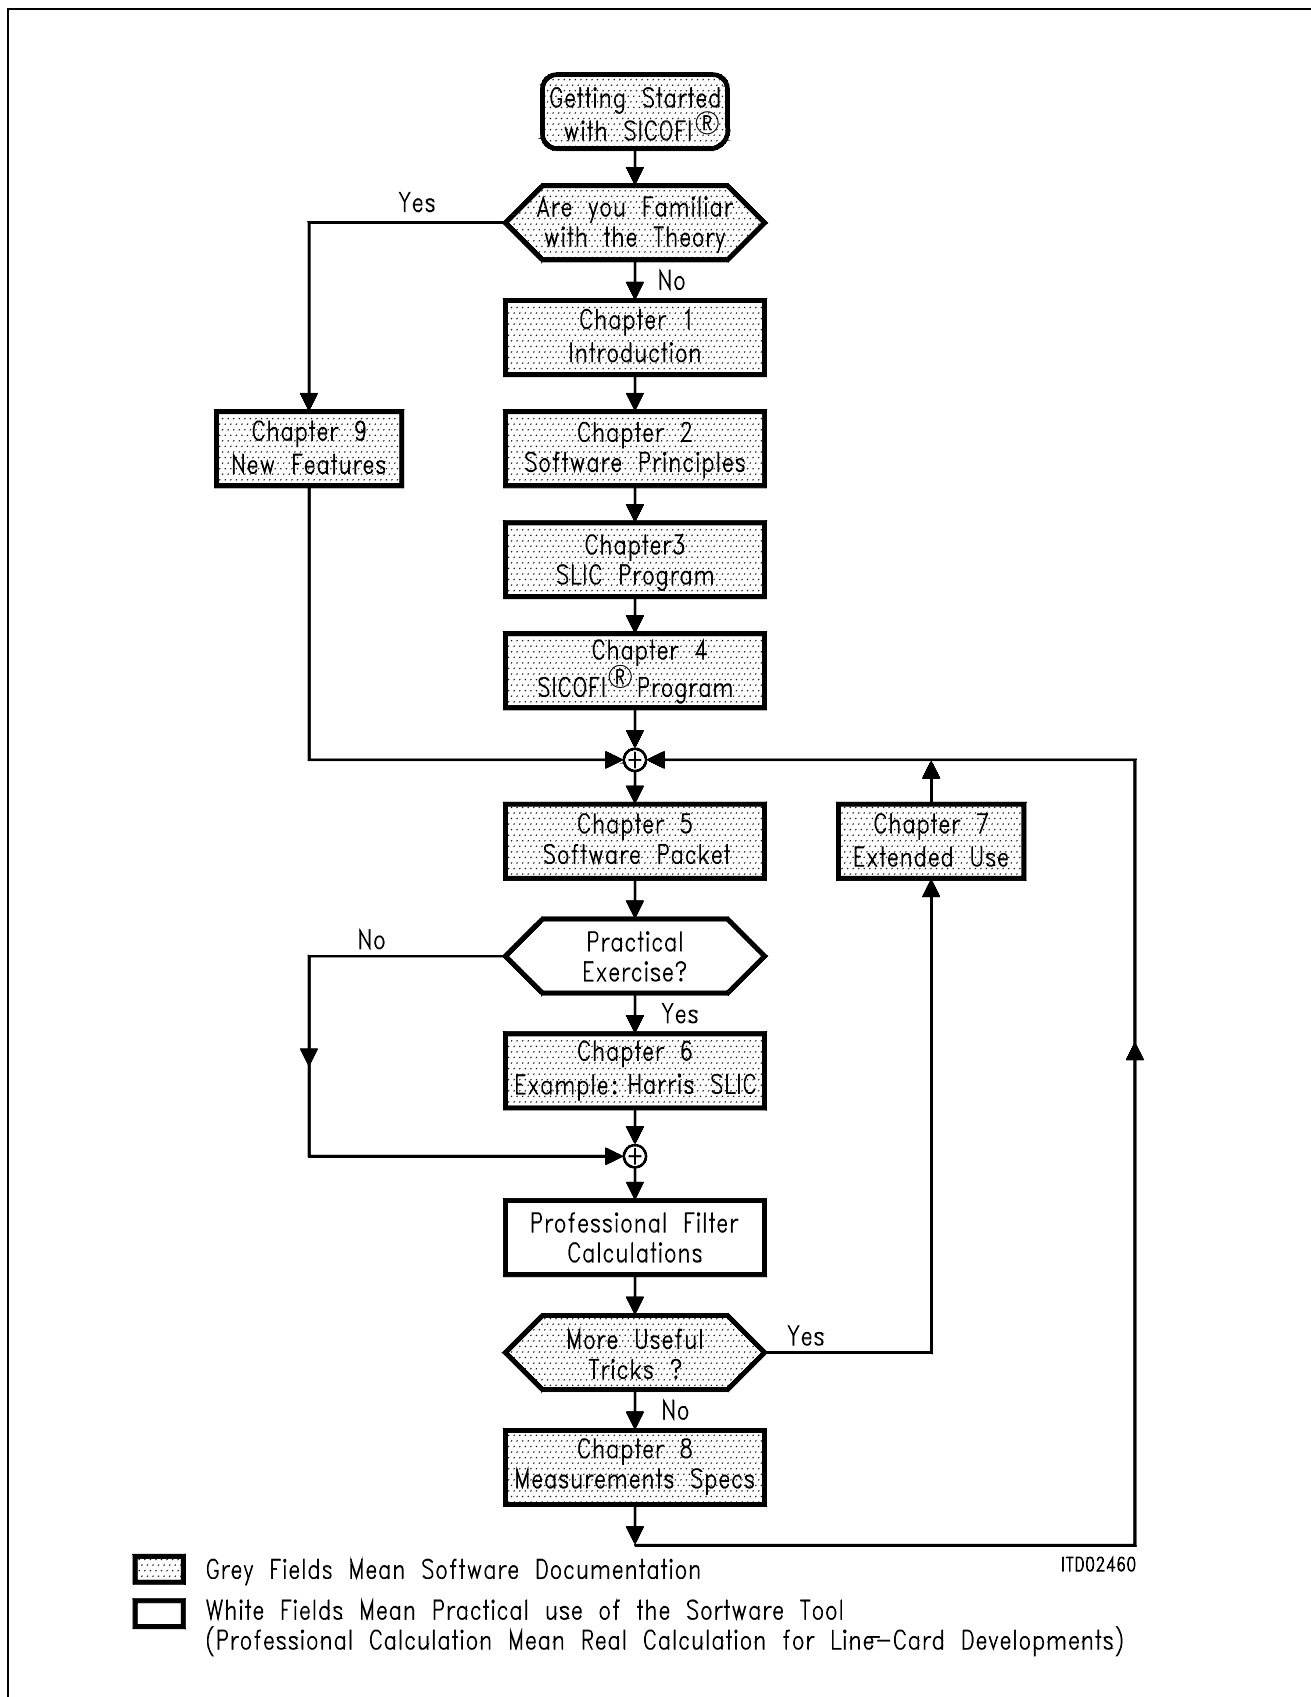 Getting Started
with SICOFI®
Yes
Are you Familiar
with the Theory
No
Chapter 1
Introduction
Chapter 9
New Features
Chapter 2
Software Principles
Chapter3
SLIC Program
Chapter 4
SICOFI® Program
Chapter 5
Software Packet
Chapter 7
Extended Use
No
Practical
Exercise?
Yes
Chapter 6
Example: Harris SLIC
Professional Filter
Calculations
More Useful
Tricks ?
Yes
No
Chapter 8
Measurements Specs
ITD02460
Grey Fields Mean Software Documentation
White Fields Mean Practical use of the Sortware Tool
(Professional Calculation Mean Real Calculation for Line-Card Developments)